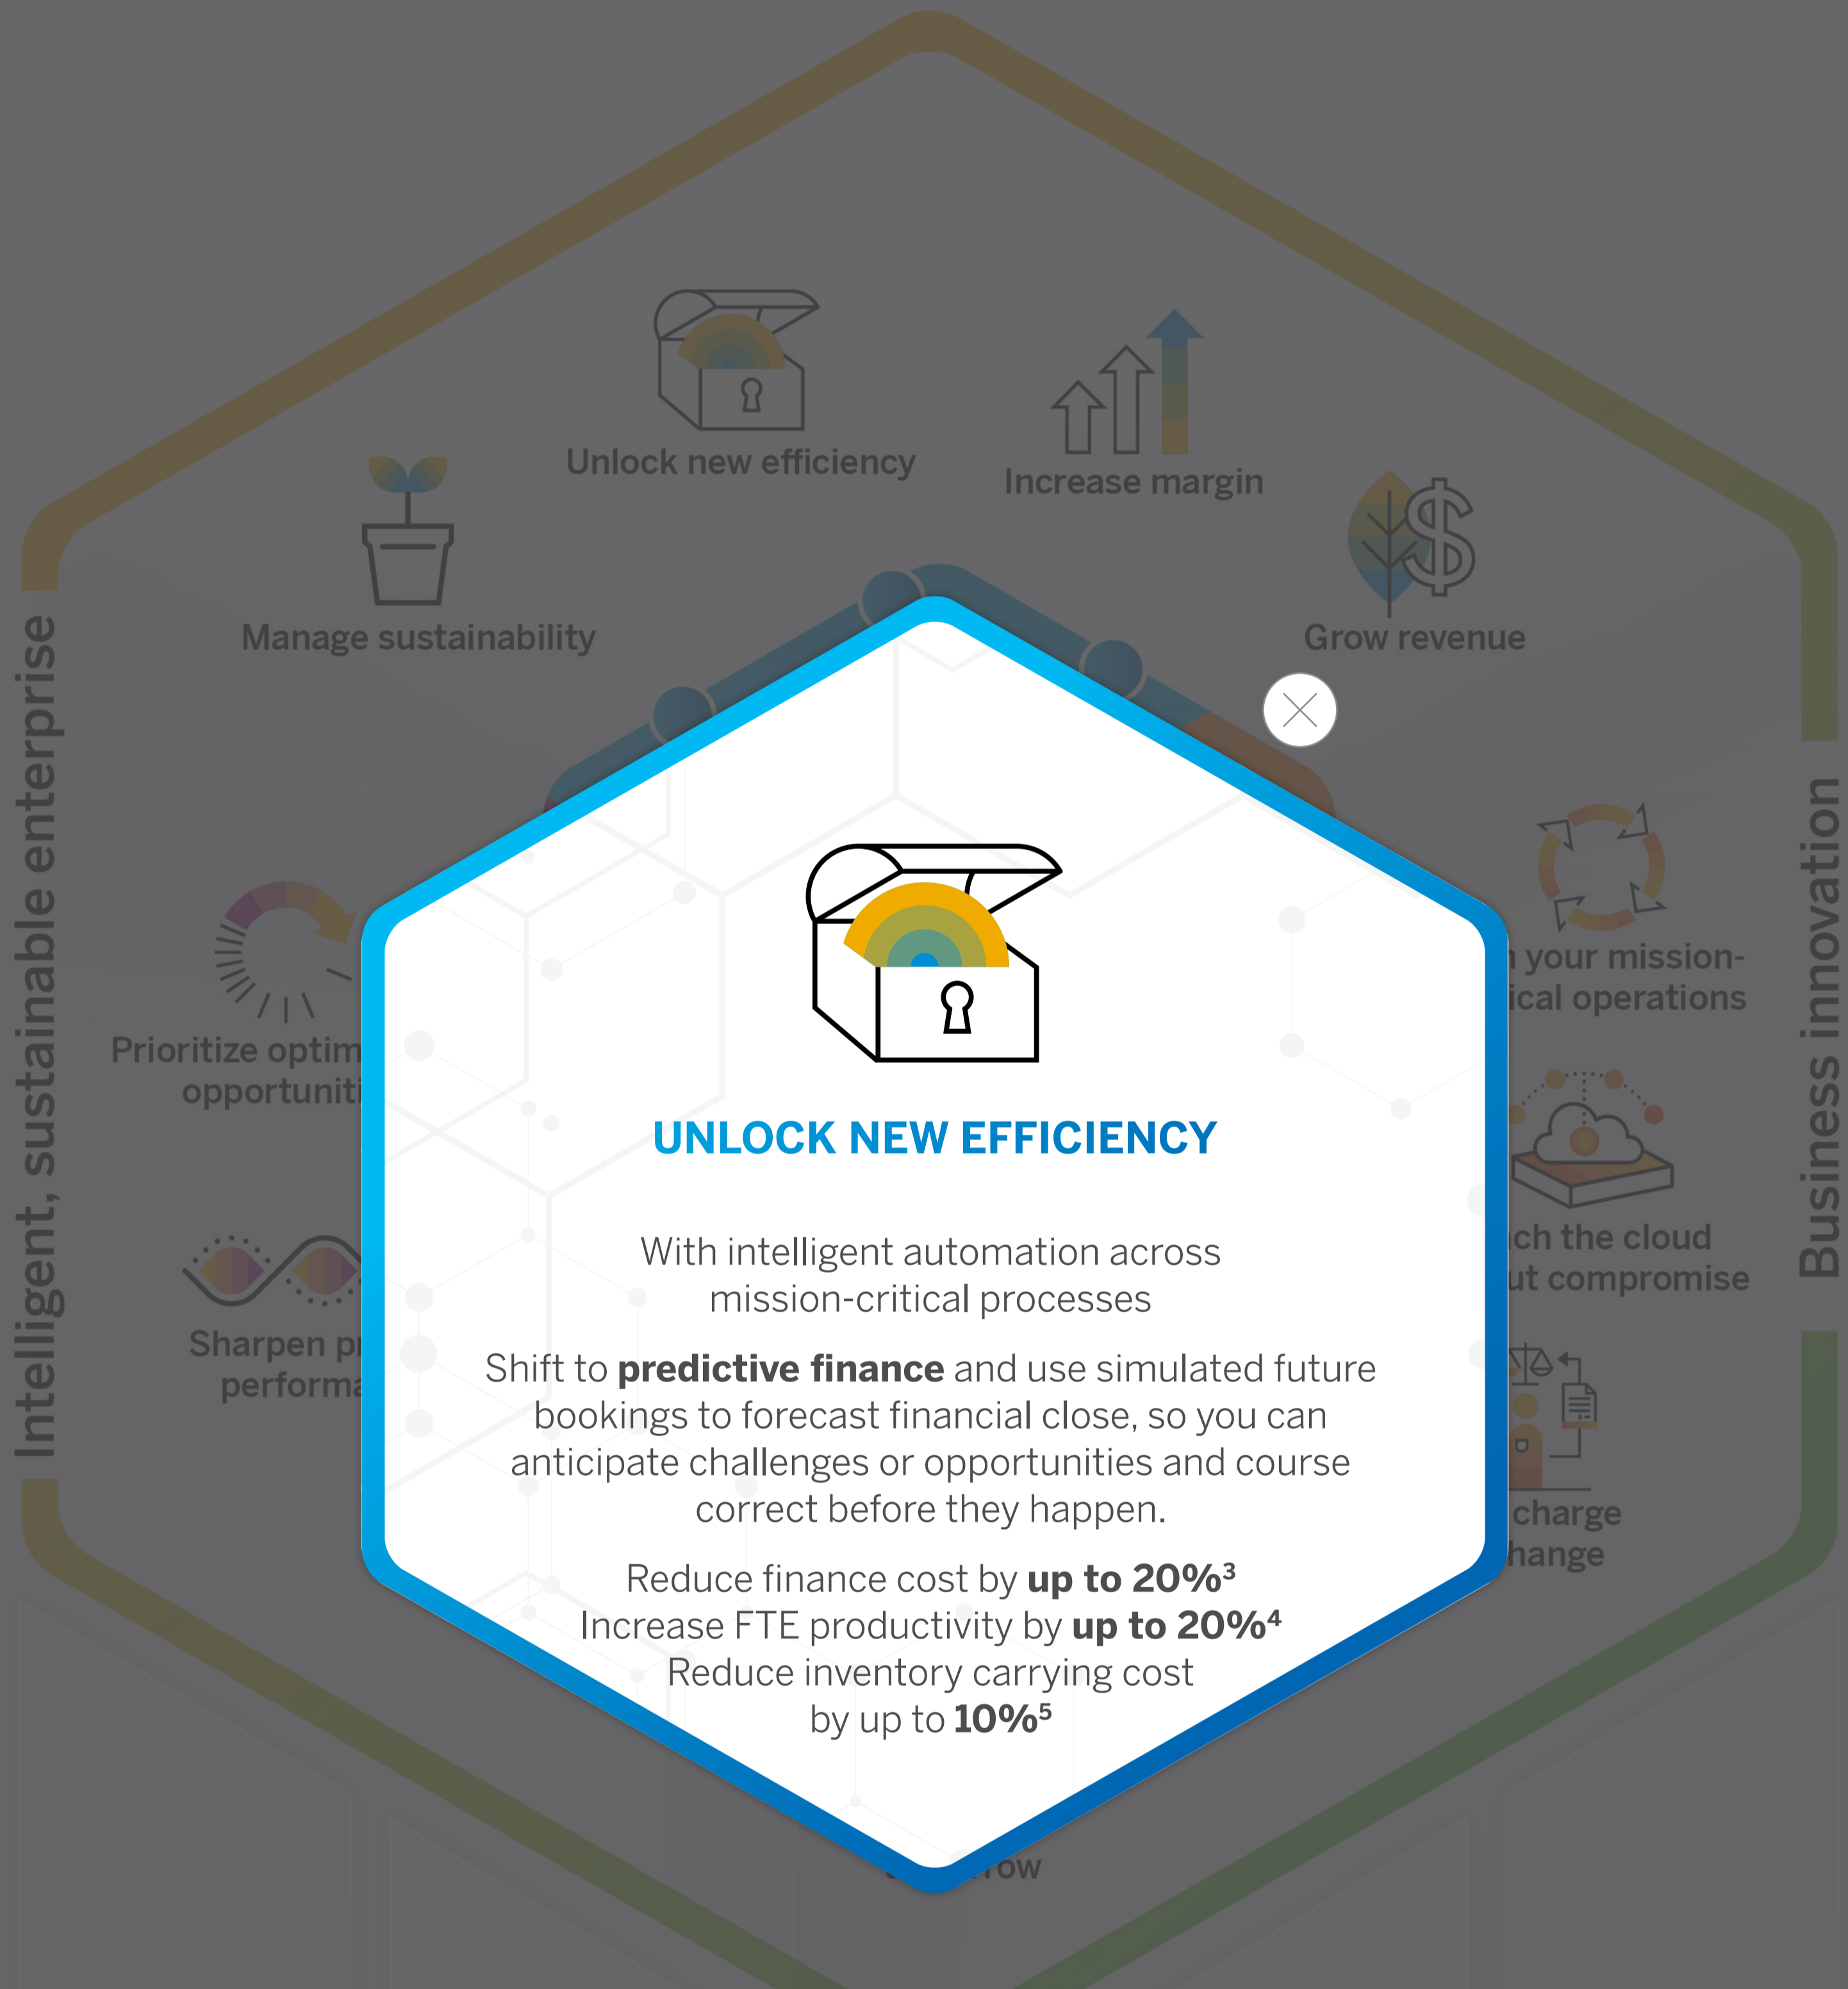 Unlock new efficiency
Increase margin
Manage sustainability
Grow revenue
Intelligent, sustainable enterprise
Business innovation
Prioritize
opportuniti
Sharpen
performa
your mission-
ical operations
the cloud
compromise
charge
UNLOCK NEW EFFICIENCY
With intelligent automation across
mission-critical processes
Shift to predictive finance and use simulated future
bookings to forecast financial close, so you can
anticipate challenges or opportunities and course
correct before they happen.
Reduce finance cost by up to 20%³
Increase FTE productivity by up to 20%⁴
Reduce inventory carrying cost
by up to 10%⁵